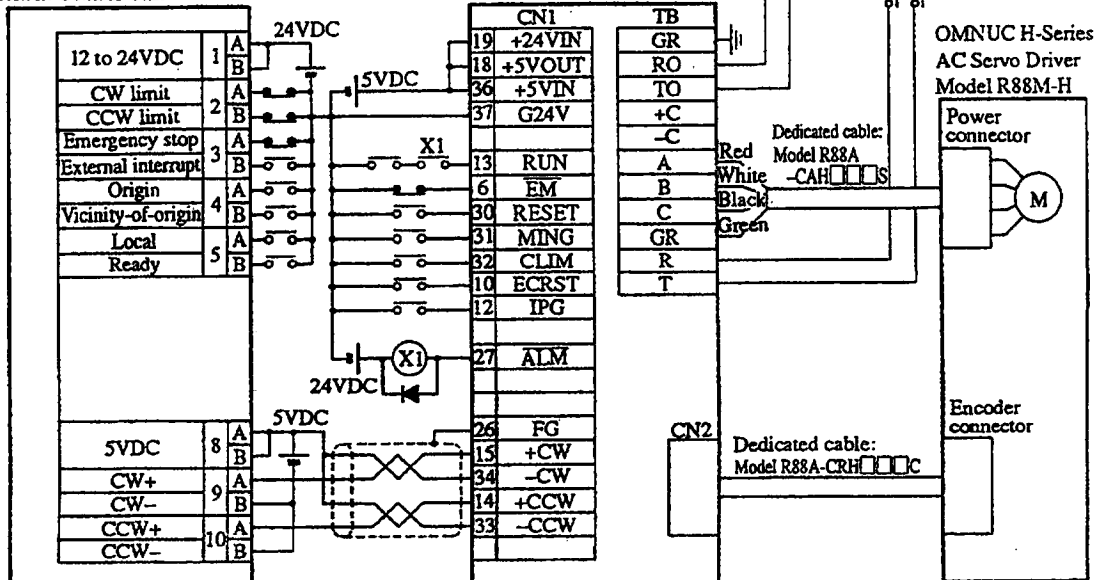 CN1
TB
12 to 24VDC 1 A
B
CW limit 2 A
CCW limit B
Emergency stop 3 A
External interrupt B
Origin 4 A
Vicinity-of-origin B
Local 5 A
Ready B
24VDC
5VDC
X1
19 +24VIN
18 +5VOUT
36 +5VIN
37 G24V
13 RUN
6 EM
30 RESET
31 MING
32 CLIM
10 ECRST
12 IPG
27 ALM
X1
24VDC
5VDC
5VDC 8 A
B
CW+ 9 A
CW– B
CCW+ 10 A
CCW– B
26 FG
15 +CW
34 –CW
14 +CCW
33 –CCW
GR
RO
TO
+C
–C
A
B
C
GR
R
T
Red
White
Black
Green
Dedicated cable:
Model R88A
–CAH□□□S
OMNUC H-Series
AC Servo Driver
Model R88M-H
Power
connector
M
CN2
Dedicated cable:
Model R88A-CRH□□□C
Encoder
connector